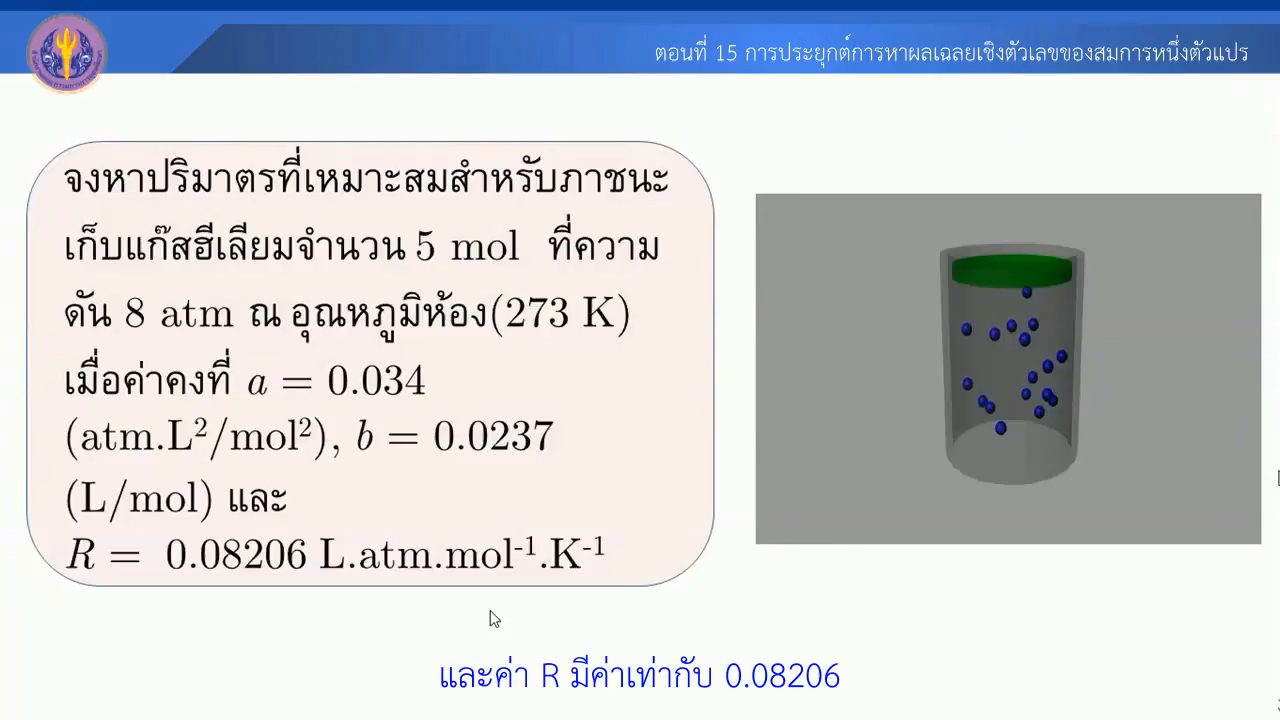 ตอนที่ 15 การประยุกต์การหาผลเฉลยเชิงตัวเลขของสมการหนึ่งตัวแปร
จงหาปริมาตรที่เหมาะสมสำหรับภาชนะ
เก็บแก๊สฮีเลียมจำนวน 5 mol ที่ความ
ดัน 8 atm ณ อุณหภูมิห้อง(273 K)
เมื่อค่าคงที่ a = 0.034
(atm.L²/mol²), b = 0.0237
(L/mol) และ
R = 0.08206 L.atm.mol⁻¹.K⁻¹
และค่า R มีค่าเท่ากับ 0.08206